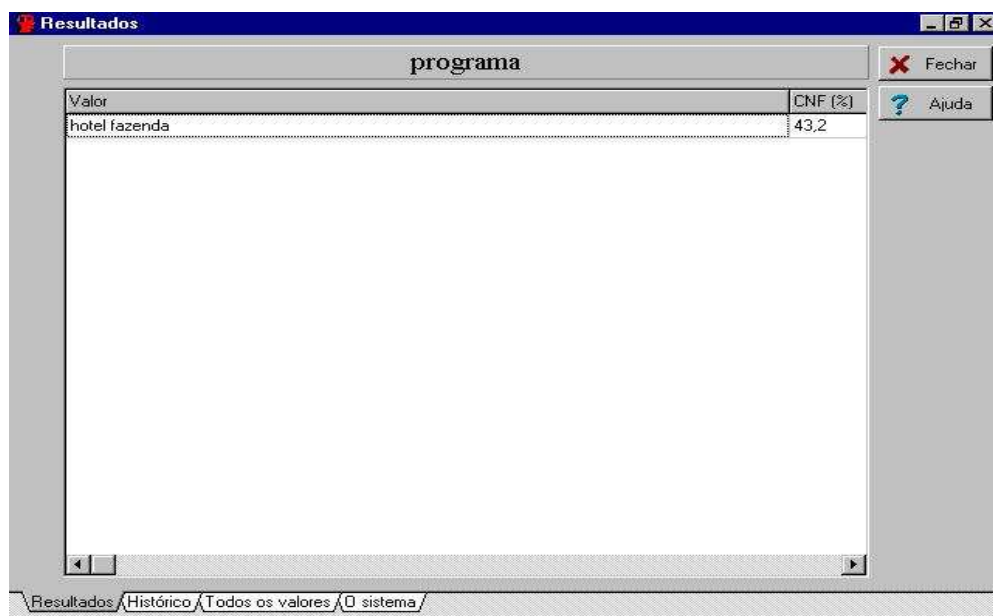 Resultados
programa
Fechar
Valor CNF (%)
Ajuda
hotel fazenda 43,2
Resultados Histórico Todos os valores O sistema